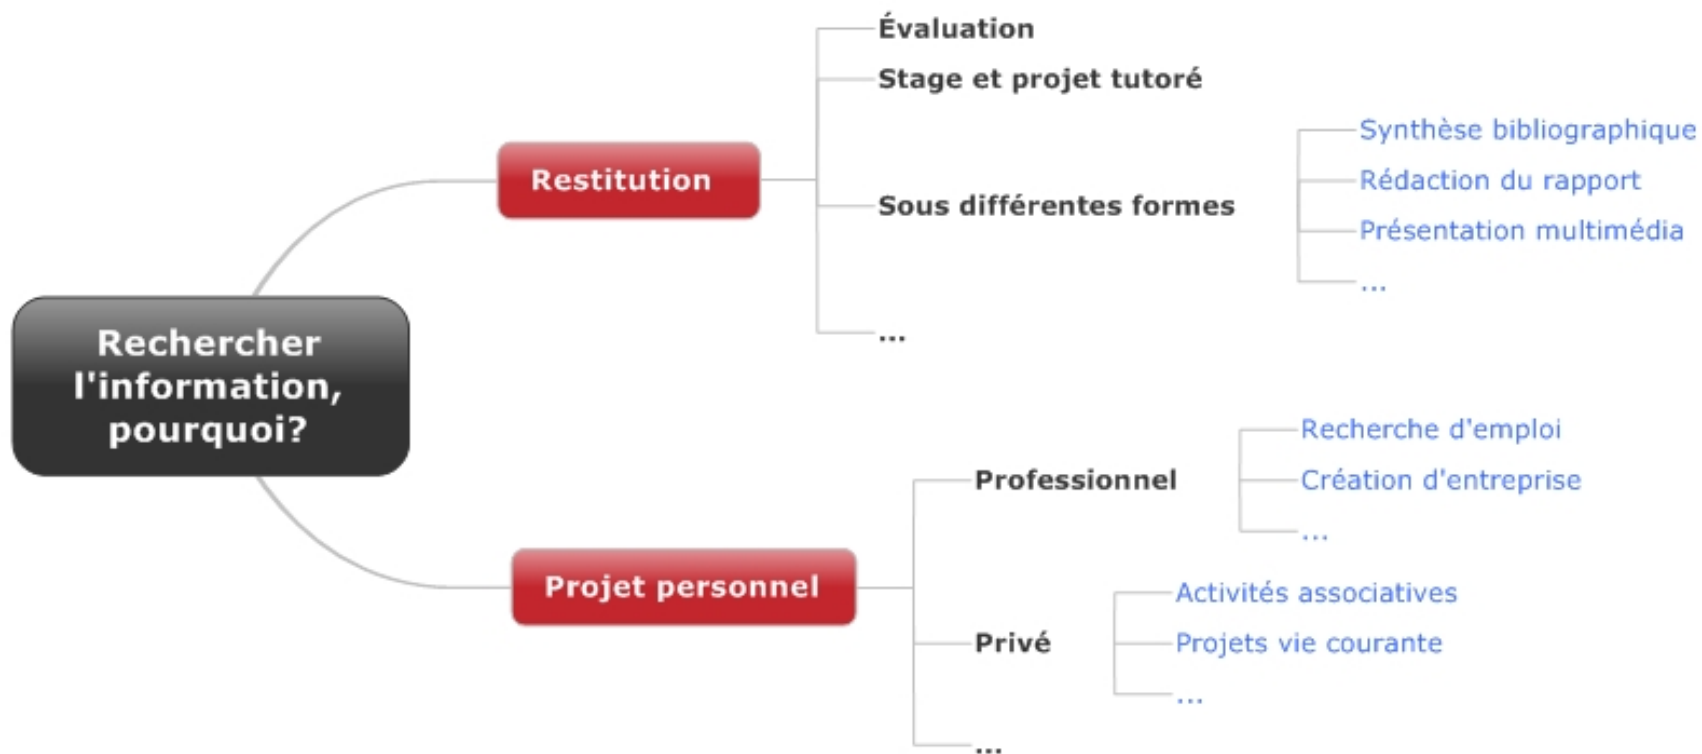 Rechercher
l'information,
pourquoi?
Restitution
Évaluation
Stage et projet tutoré
Sous différentes formes
Synthèse bibliographique
Rédaction du rapport
Présentation multimédia
...
...
Projet personnel
Professionnel
Recherche d'emploi
Création d'entreprise
...
Privé
Activités associatives
Projets vie courante
...
...